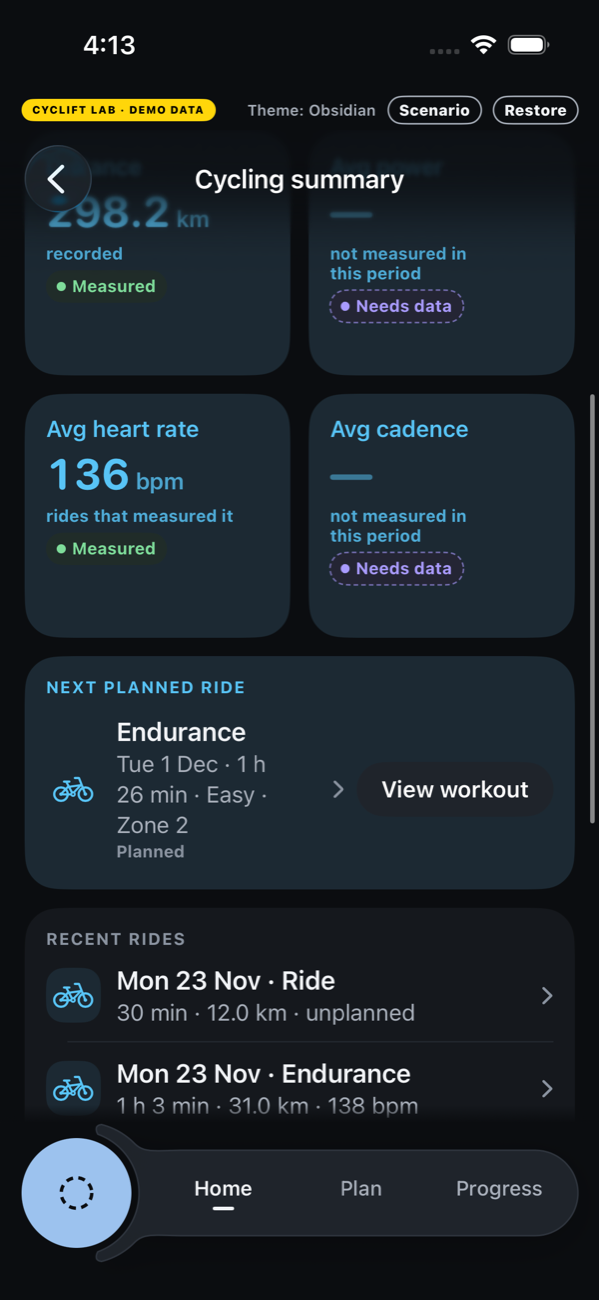 4:13
CYCLIFT LAB · DEMO DATA
Theme: Obsidian
Scenario
Restore
Cycling summary
Distance
298.2 km
recorded
Measured
Avg power
—
not measured in
this period
Needs data
Avg heart rate
136 bpm
rides that measured it
Measured
Avg cadence
—
not measured in
this period
Needs data
NEXT PLANNED RIDE
Endurance
Tue 1 Dec · 1 h
26 min · Easy ·
Zone 2
Planned
View workout
RECENT RIDES
Mon 23 Nov · Ride
30 min · 12.0 km · unplanned
Mon 23 Nov · Endurance
1 h 3 min · 31.0 km · 138 bpm
Home
Plan
Progress